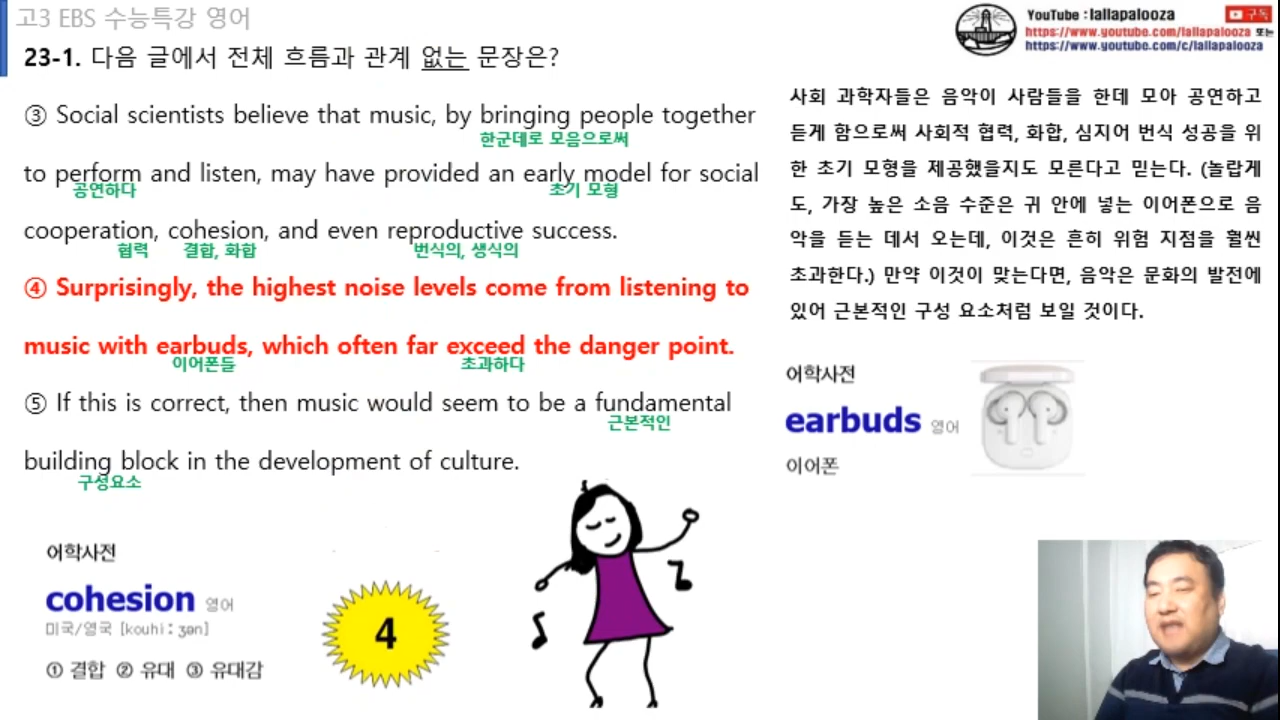 고3 EBS 수능특강 영어
YouTube : lallapalooza
구독
https://www.youtube.com/lallapalooza 또는
https://www.youtube.com/c/lallapalooza
23-1. 다음 글에서 전체 흐름과 관계 없는 문장은?
③ Social scientists believe that music, by bringing people together
한군데로 모음으로써
to perform and listen, may have provided an early model for social
공연하다 초기 모형
cooperation, cohesion, and even reproductive success.
협력 결합, 화합 번식의, 생식의
④ Surprisingly, the highest noise levels come from listening to
music with earbuds, which often far exceed the danger point.
이어폰들 초과하다
⑤ If this is correct, then music would seem to be a fundamental
근본적인
building block in the development of culture.
구성요소
사회 과학자들은 음악이 사람들을 한데 모아 공연하고
듣게 함으로써 사회적 협력, 화합, 심지어 번식 성공을 위
한 초기 모형을 제공했을지도 모른다고 믿는다. (놀랍게
도, 가장 높은 소음 수준은 귀 안에 넣는 이어폰으로 음
악을 듣는 데서 오는데, 이것은 흔히 위험 지점을 훨씬
초과한다.) 만약 이것이 맞는다면, 음악은 문화의 발전에
있어 근본적인 구성 요소처럼 보일 것이다.
어학사전
earbuds 영어
이어폰
어학사전
cohesion 영어
미국/영국 [kouhiːʒən]
① 결합 ② 유대 ③ 유대감
4